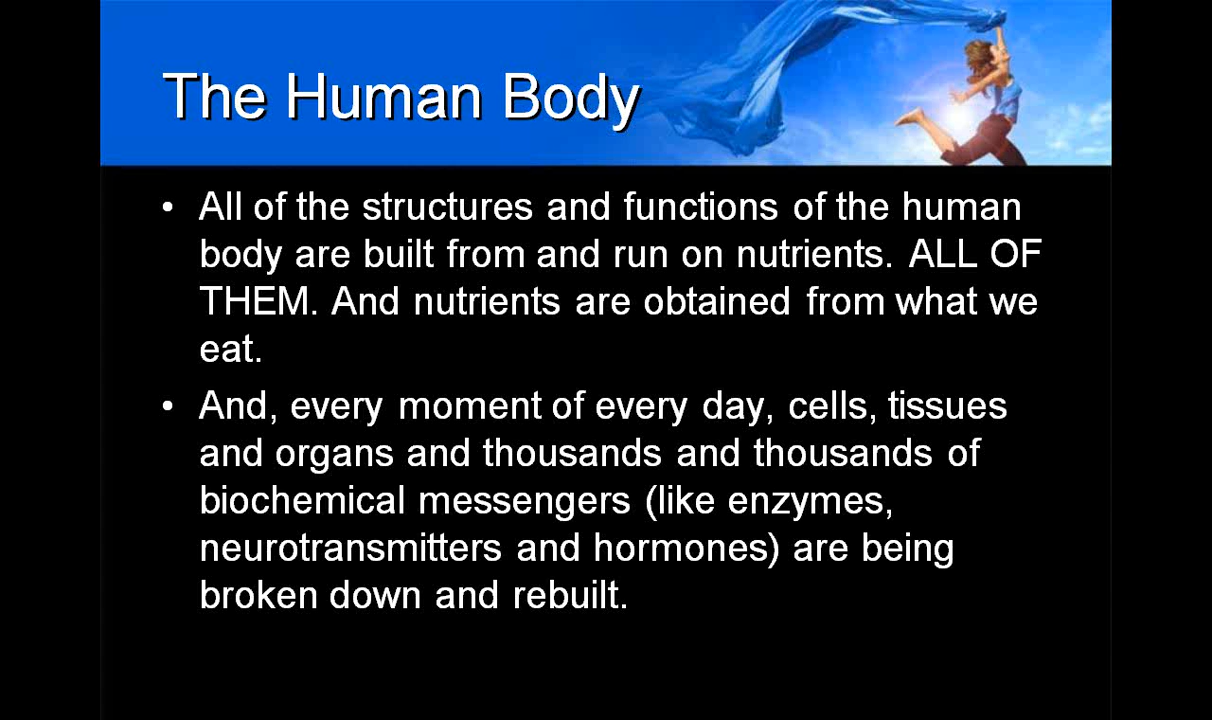 The Human Body
• All of the structures and functions of the human
body are built from and run on nutrients. ALL OF
THEM. And nutrients are obtained from what we
eat.
• And, every moment of every day, cells, tissues
and organs and thousands and thousands of
biochemical messengers (like enzymes,
neurotransmitters and hormones) are being
broken down and rebuilt.